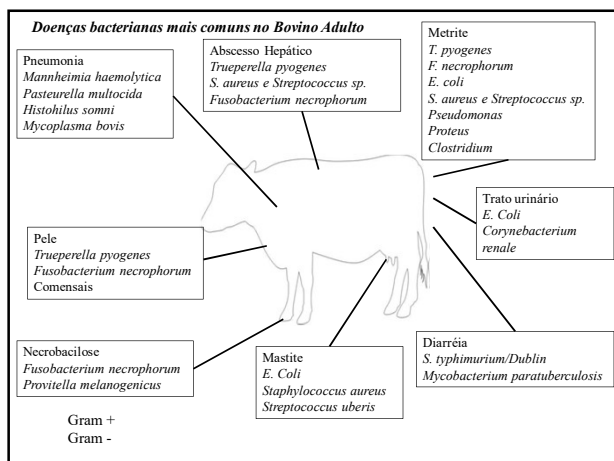 Doenças bacterianas mais comuns no Bovino Adulto
Pneumonia
Mannheimia haemolytica
Pasteurella multocida
Histohilus somni
Mycoplasma bovis
Abscesso Hepático
Trueperella pyogenes
S. aureus e Streptococcus sp.
Fusobacterium necrophorum
Metrite
T. pyogenes
F. necrophorum
E. coli
S. aureus e Streptococcus sp.
Pseudomonas
Proteus
Clostridium
Trato urinário
E. Coli
Corynebacterium
renale
Pele
Trueperella pyogenes
Fusobacterium necrophorum
Comensais
Necrobacilose
Fusobacterium necrophorum
Provitella melanogenicus
Mastite
E. Coli
Staphylococcus aureus
Streptococcus uberis
Diarréia
S. typhimurium/Dublin
Mycobacterium paratuberculosis
Gram +
Gram -